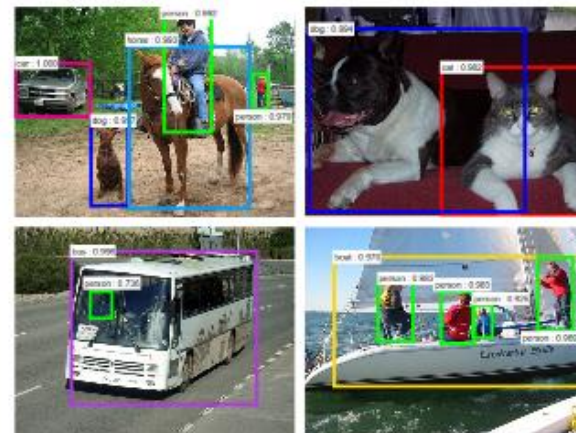 person : 0.992
horse : 0.993
car : 1.000
dog : 0.997
person : 0.979
dog : 0.994
cat : 0.982
bus : 0.996
person : 0.736
boat : 0.970
person : 0.983
person : 0.983
person : 0.925
person : 0.989